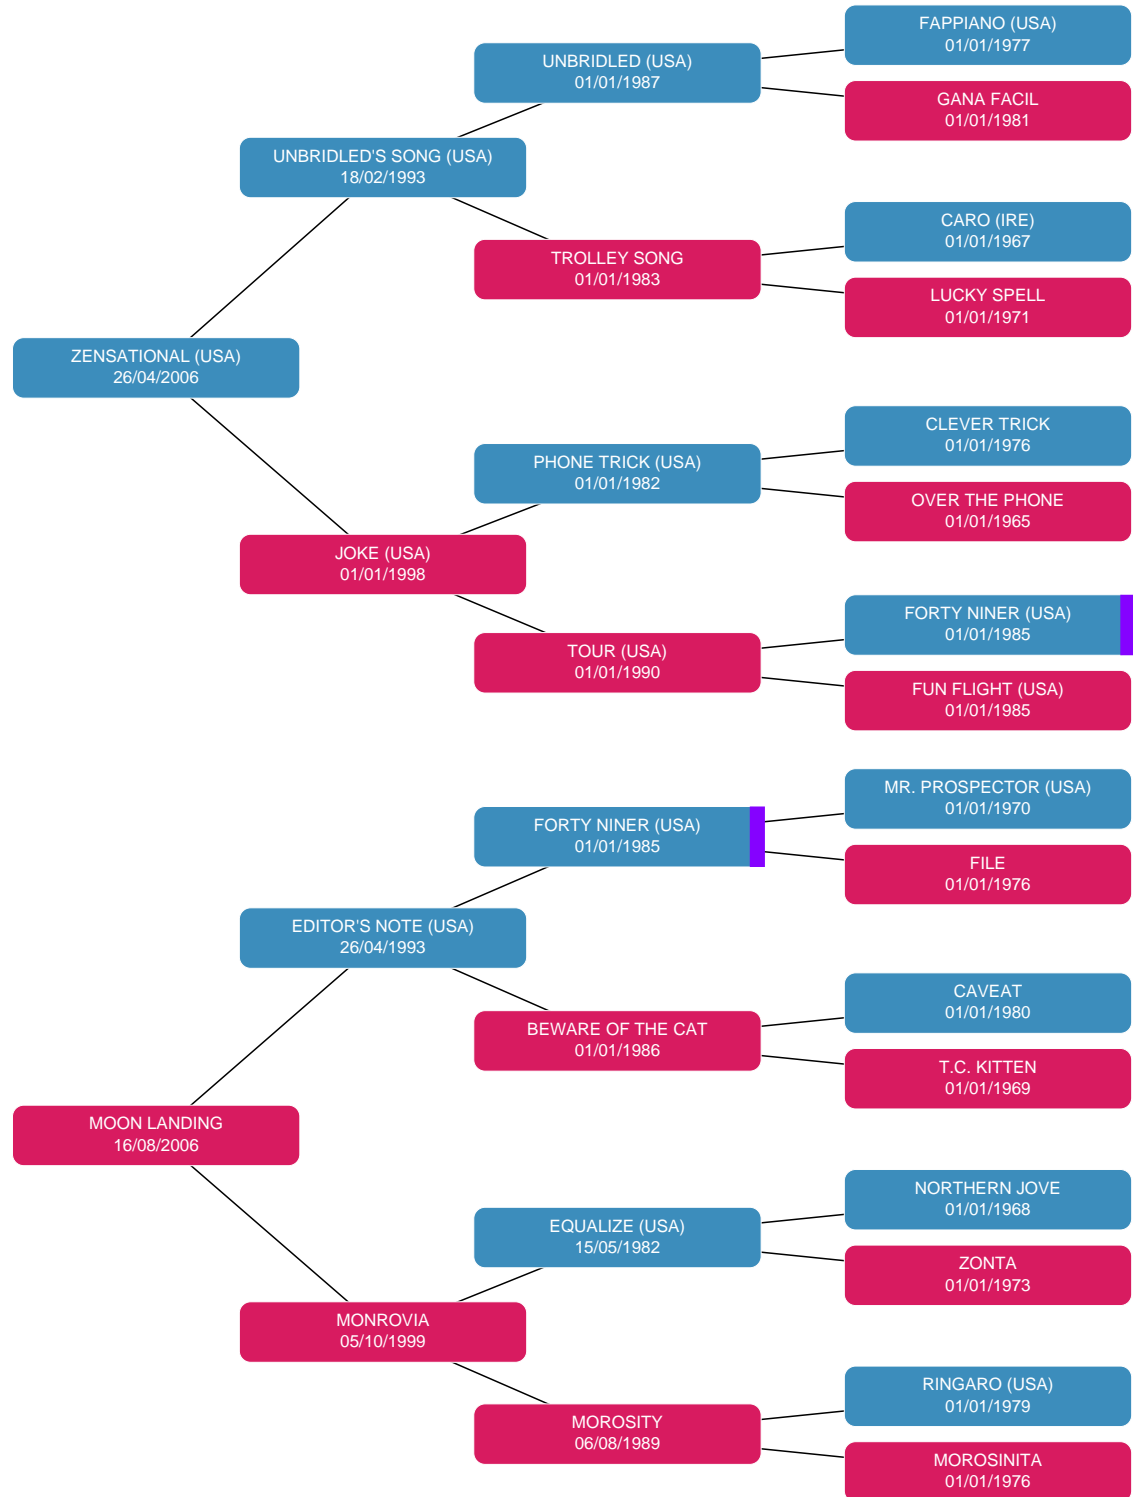 FAPPIANO (USA)
01/01/1977
UNBRIDLED (USA)
01/01/1987
GANA FACIL
01/01/1981
UNBRIDLED'S SONG (USA)
18/02/1993
CARO (IRE)
01/01/1967
TROLLEY SONG
01/01/1983
LUCKY SPELL
01/01/1971
ZENSATIONAL (USA)
26/04/2006
CLEVER TRICK
01/01/1976
PHONE TRICK (USA)
01/01/1982
OVER THE PHONE
01/01/1965
JOKE (USA)
01/01/1998
FORTY NINER (USA)
01/01/1985
TOUR (USA)
01/01/1990
FUN FLIGHT (USA)
01/01/1985
MR. PROSPECTOR (USA)
01/01/1970
FORTY NINER (USA)
01/01/1985
FILE
01/01/1976
EDITOR'S NOTE (USA)
26/04/1993
CAVEAT
01/01/1980
BEWARE OF THE CAT
01/01/1986
T.C. KITTEN
01/01/1969
MOON LANDING
16/08/2006
NORTHERN JOVE
01/01/1968
EQUALIZE (USA)
15/05/1982
ZONTA
01/01/1973
MONROVIA
05/10/1999
RINGARO (USA)
01/01/1979
MOROSITY
06/08/1989
MOROSINITA
01/01/1976